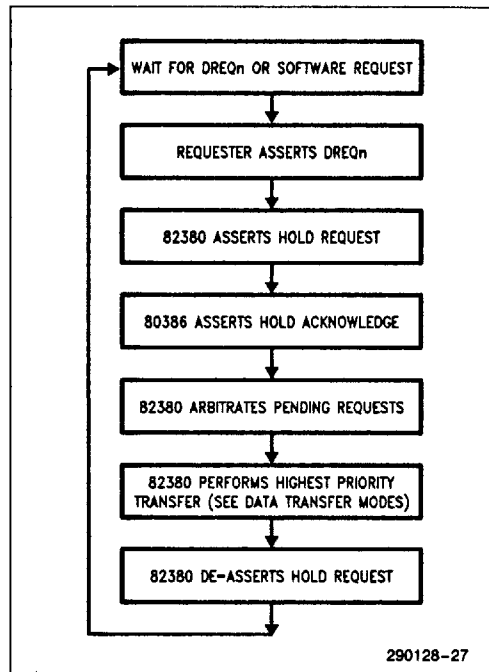 WAIT FOR DREQn OR SOFTWARE REQUEST
REQUESTER ASSERTS DREQn
82380 ASSERTS HOLD REQUEST
80386 ASSERTS HOLD ACKNOWLEDGE
82380 ARBITRATES PENDING REQUESTS
82380 PERFORMS HIGHEST PRIORITY
TRANSFER (SEE DATA TRANSFER MODES)
82380 DE-ASSERTS HOLD REQUEST
290128-27